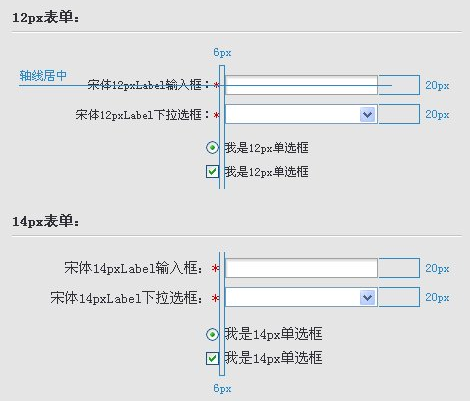 12px表单：
6px
轴线居中
宋体12pxLabel输入框：*
20px
宋体12pxLabel下拉选框：*
20px
我是12px单选框
我是12px单选框
14px表单：
宋体14pxLabel输入框：*
20px
宋体14pxLabel下拉选框：*
20px
我是14px单选框
我是14px单选框
6px